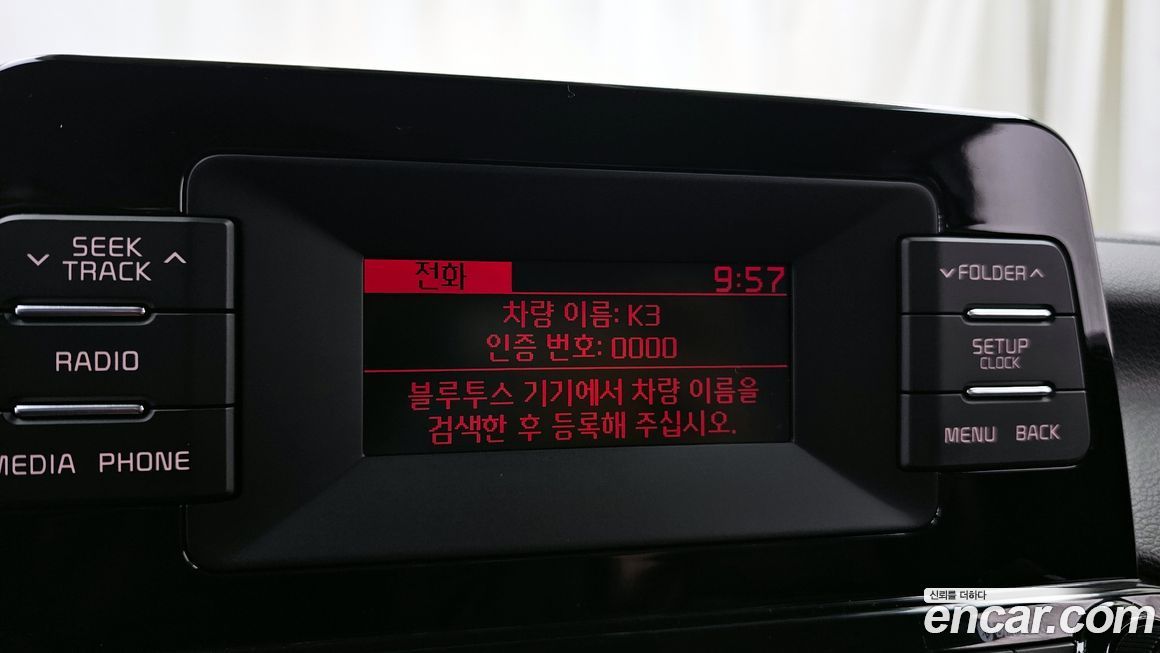 SEEK
TRACK
RADIO
MEDIA PHONE
전화 9:57
차량 이름: K3
인증 번호: 0000
블루투스 기기에서 차량 이름을
검색한 후 등록해 주십시오.
FOLDER
SETUP
CLOCK
MENU BACK
신뢰를 더하다
encar.com